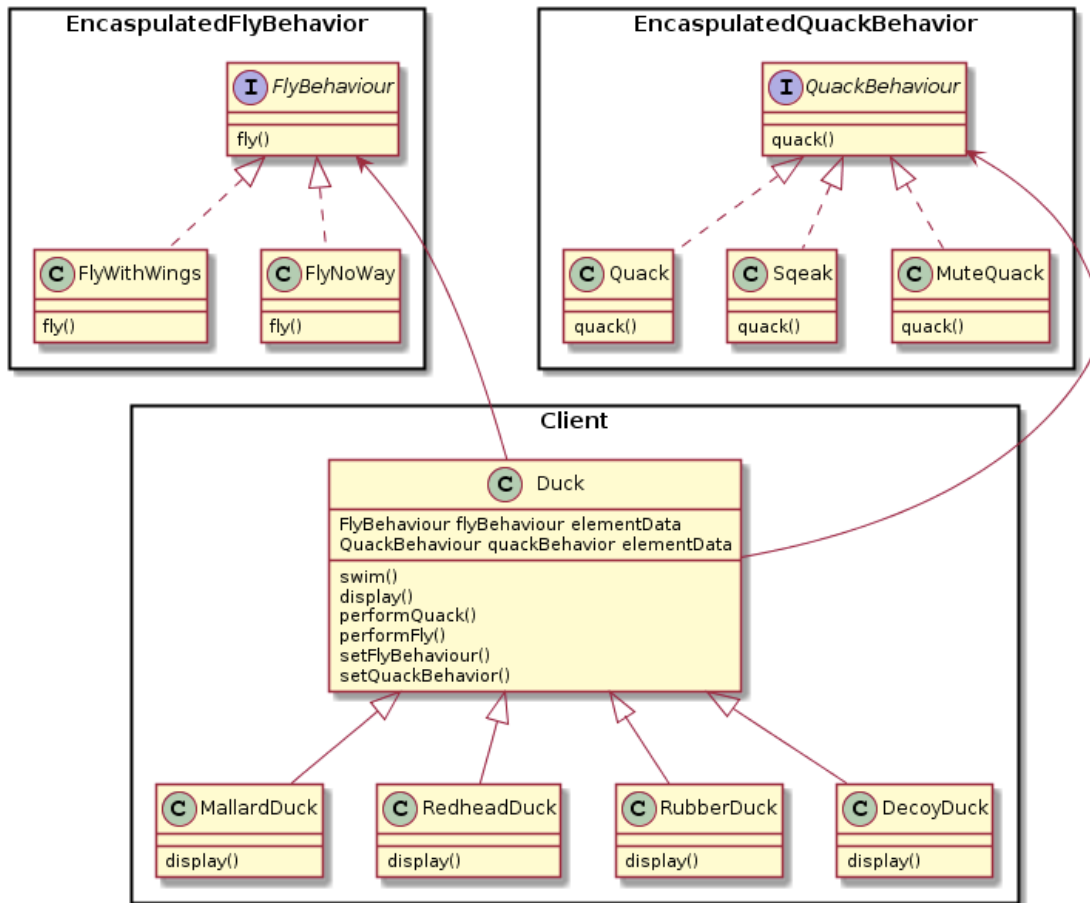 EncaspulatedFlyBehavior
I FlyBehaviour
fly()
C FlyWithWings
fly()
C FlyNoWay
fly()
EncaspulatedQuackBehavior
I QuackBehaviour
quack()
C Quack
quack()
C Sqeak
quack()
C MuteQuack
quack()
Client
C Duck
FlyBehaviour flyBehaviour elementData
QuackBehaviour quackBehavior elementData
swim()
display()
performQuack()
performFly()
setFlyBehaviour()
setQuackBehavior()
C MallardDuck
display()
C RedheadDuck
display()
C RubberDuck
display()
C DecoyDuck
display()